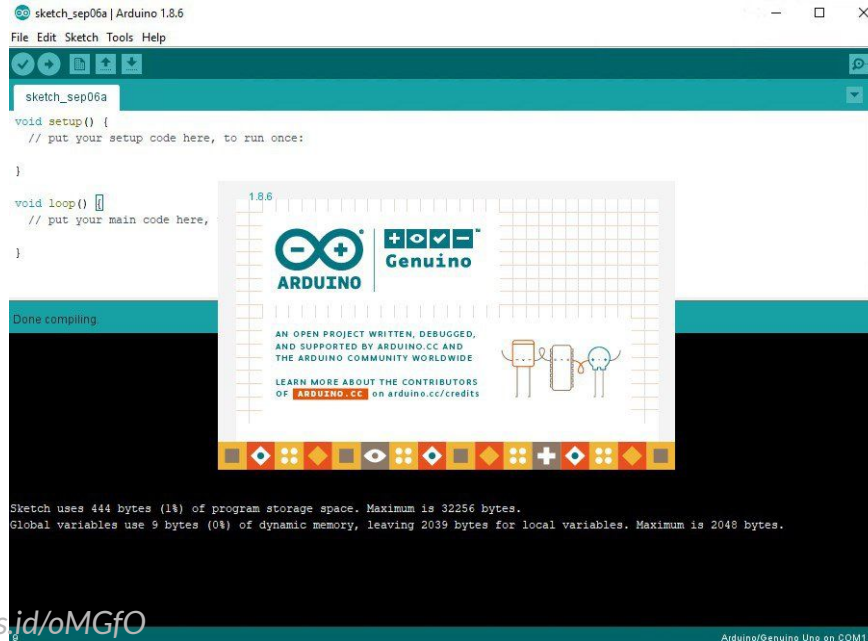 sketch_sep06a | Arduino 1.8.6
File Edit Sketch Tools Help
sketch_sep06a
void setup() {
// put your setup code here, to run once:
}
void loop() {
// put your main code here,
}
1.8.6
ARDUINO
Genuino
AN OPEN PROJECT WRITTEN, DEBUGGED,
AND SUPPORTED BY ARDUINO.CC AND
THE ARDUINO COMMUNITY WORLDWIDE
LEARN MORE ABOUT THE CONTRIBUTORS
OF ARDUINO.CC on arduino.cc/credits
Done compiling.
Sketch uses 444 bytes (1%) of program storage space. Maximum is 32256 bytes.
Global variables use 9 bytes (0%) of dynamic memory, leaving 2039 bytes for local variables. Maximum is 2048 bytes.
s.id/oMGfO
9
Arduino/Genuino Uno on COM1